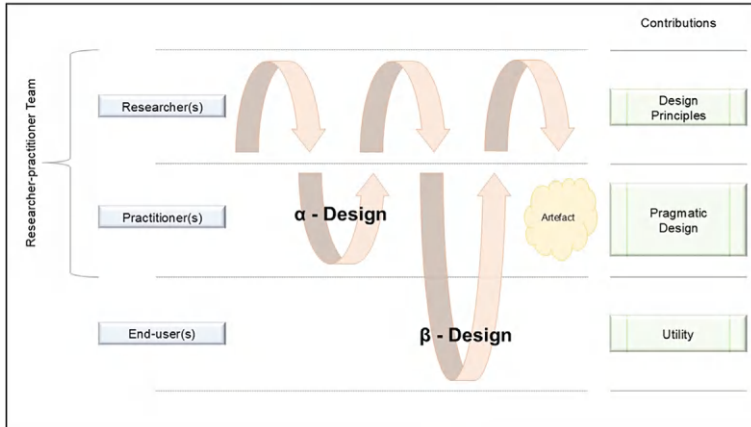 Contributions
Researcher-practitioner Team
Researcher(s)
Design
Principles
Practitioner(s)
α - Design
Artefact
Pragmatic
Design
End-user(s)
β - Design
Utility